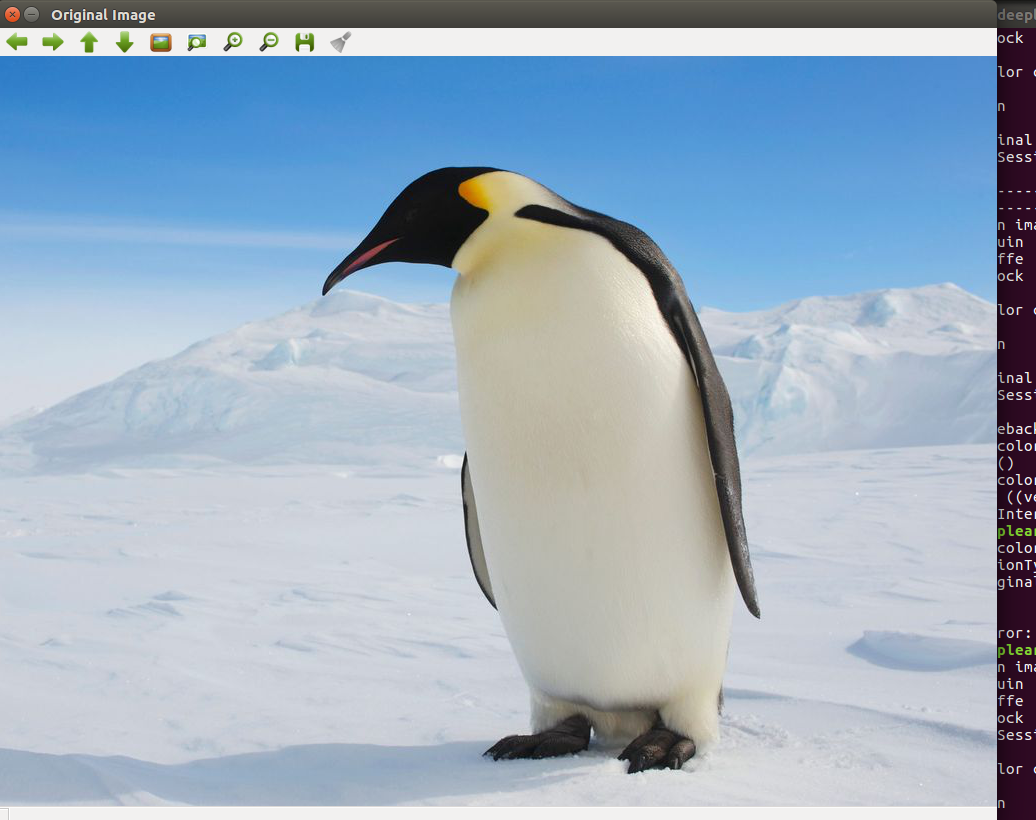 Original Image
deepl
ock
lor c
n
inal
Sessi
-----
-----
n ima
uin
ffe
ock
lor c
n
inal
Sessi
eback
color
()
color
((ve
Inter
plear
color
ionTy
ginal
ror:
plear
n ima
uin
ffe
ock
Sessi
lor c
n